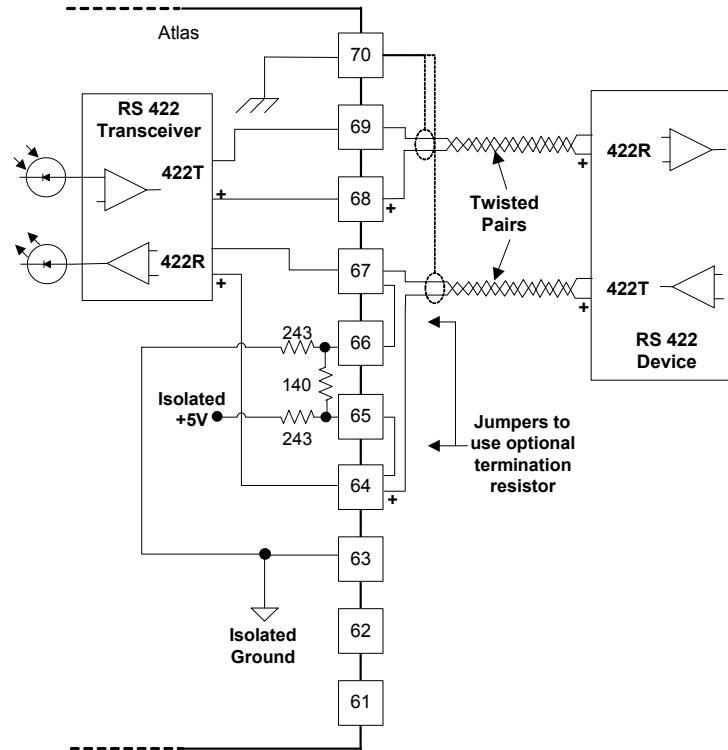 Atlas
70
RS 422
Transceiver
69
422T
422R
+
68
+
+
Twisted
Pairs
422R
67
422T
+
+
243
66
RS 422
Device
140
Isolated
+5V
65
243
Jumpers to
use optional
termination
resistor
64
+
63
Isolated
Ground
62
61